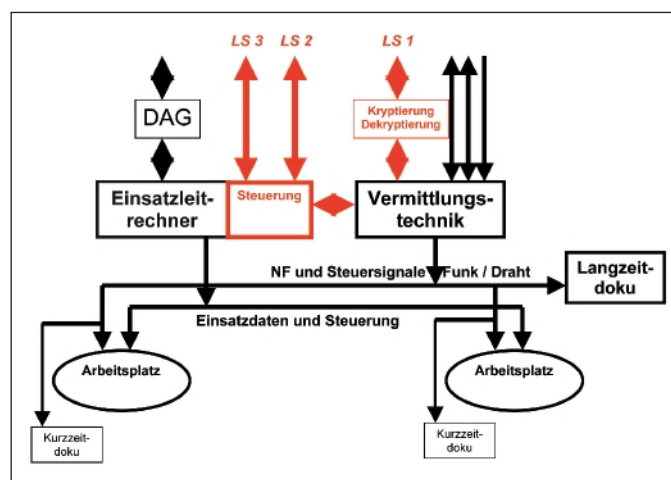 LS 3 LS 2 LS 1
DAG
Kryptierung
Dekryptierung
Einsatzleit-
rechner
Steuerung
Vermittlungs-
technik
NF und Steuersignale Funk / Draht
Langzeit-
doku
Einsatzdaten und Steuerung
Arbeitsplatz
Arbeitsplatz
Kurzzeit-
doku
Kurzzeit-
doku